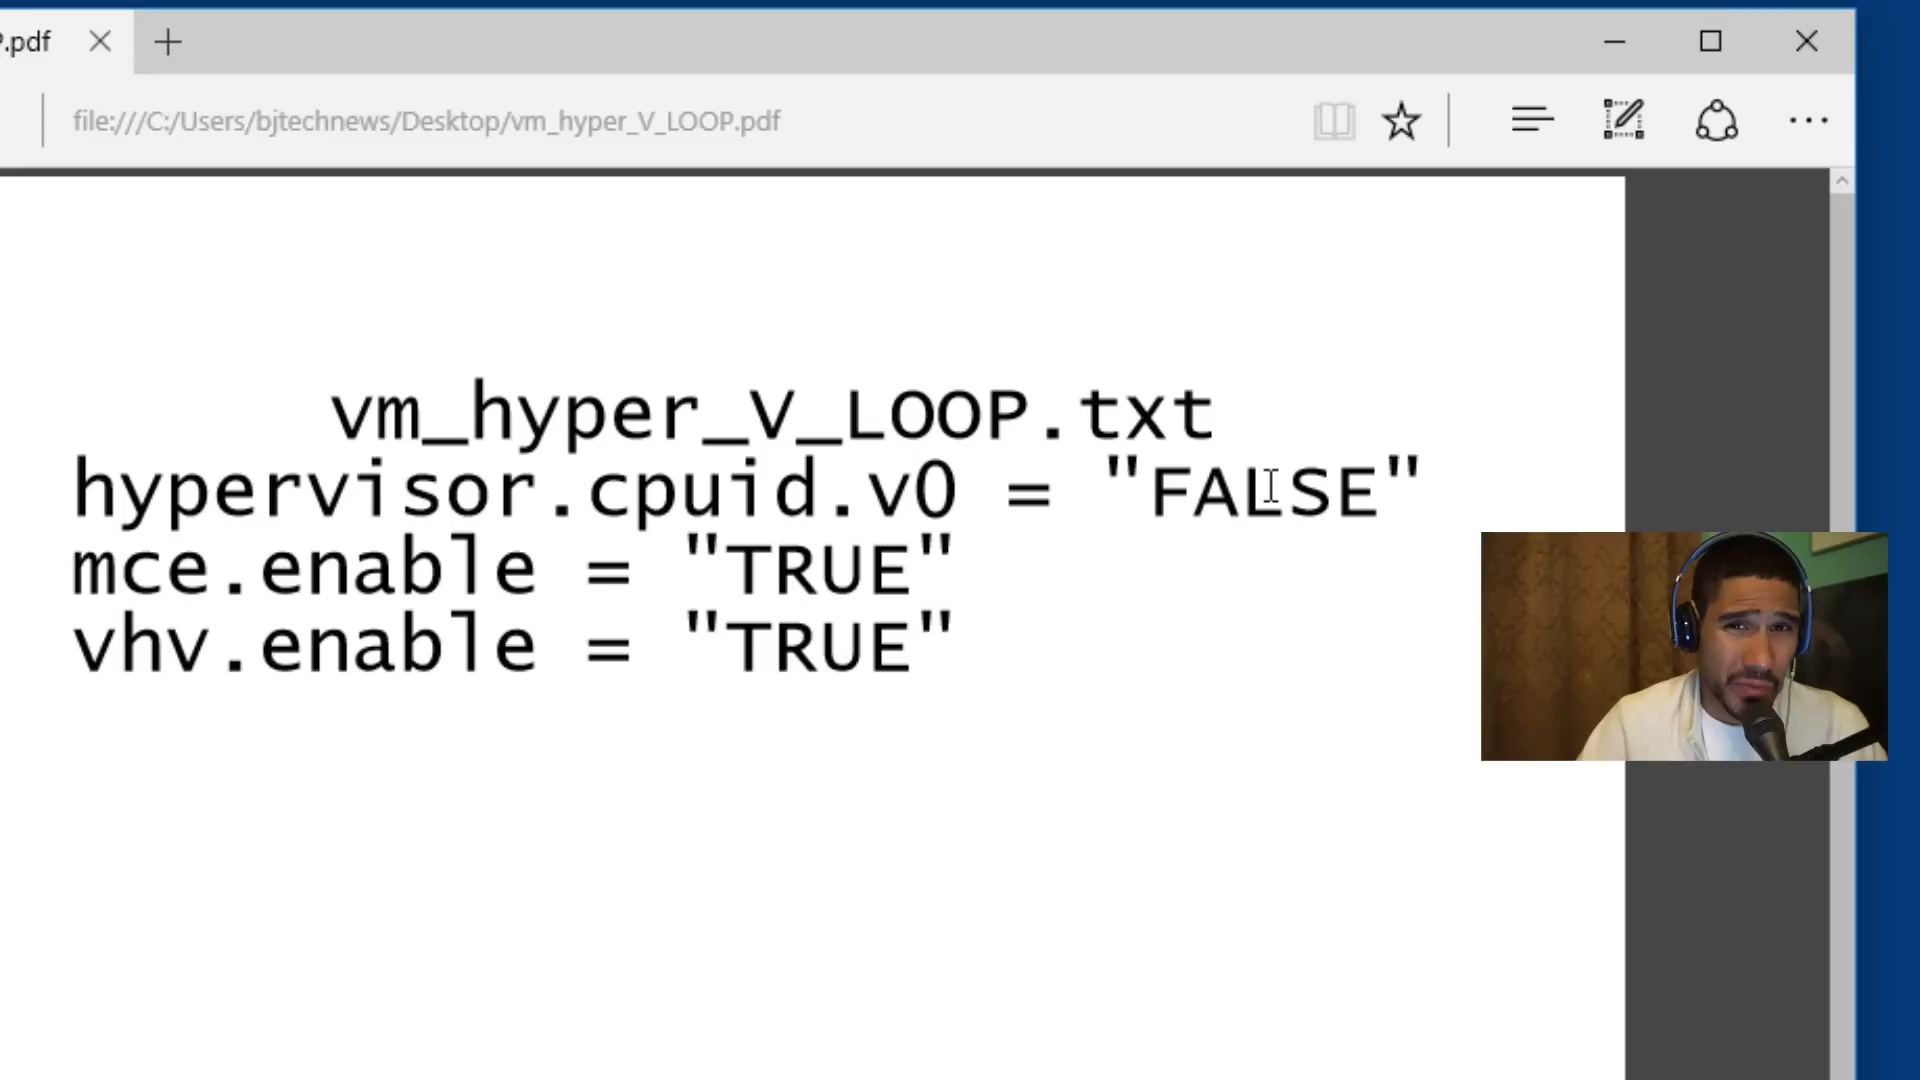 .pdf
file:///C:/Users/bjtechnews/Desktop/vm_hyper_V_LOOP.pdf
vm_hyper_V_LOOP.txt
hypervisor.cpuid.v0 = "FALSE"
mce.enable = "TRUE"
vhv.enable = "TRUE"